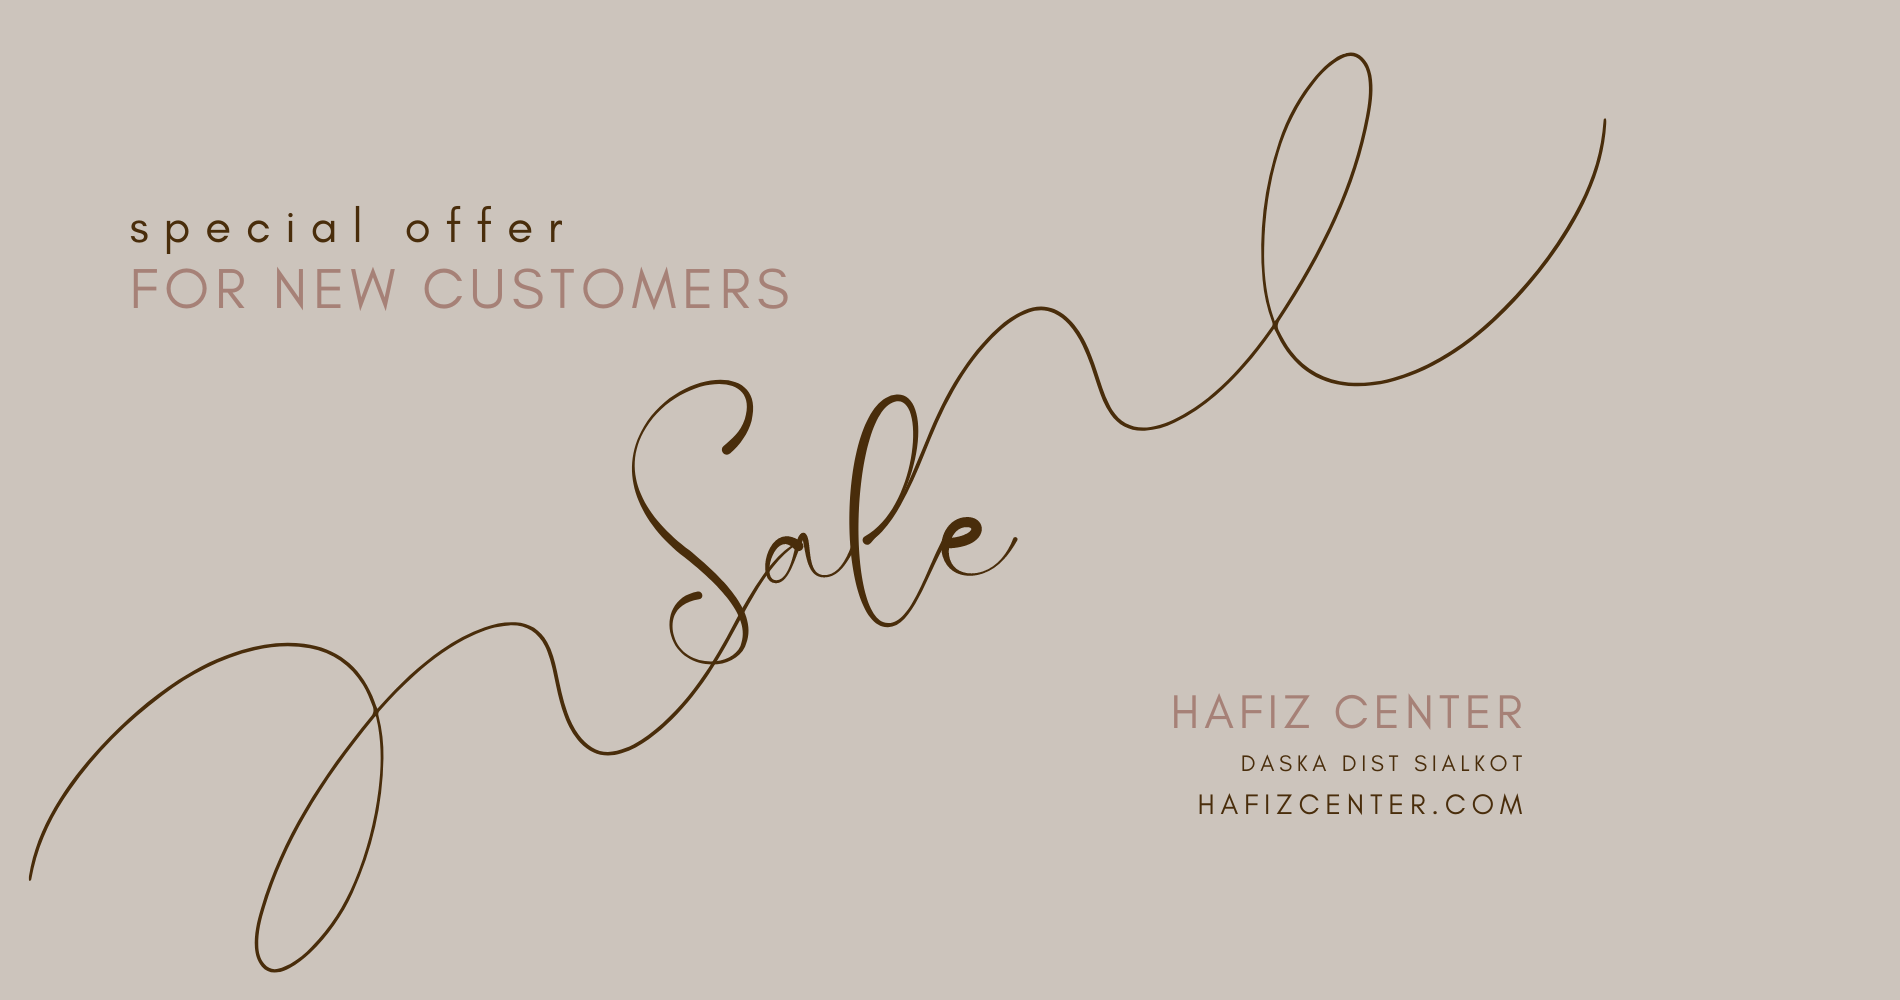 special offer
FOR NEW CUSTOMERS
Sale
HAFIZ CENTER
DASKA DIST SIALKOT
HAFIZCENTER.COM